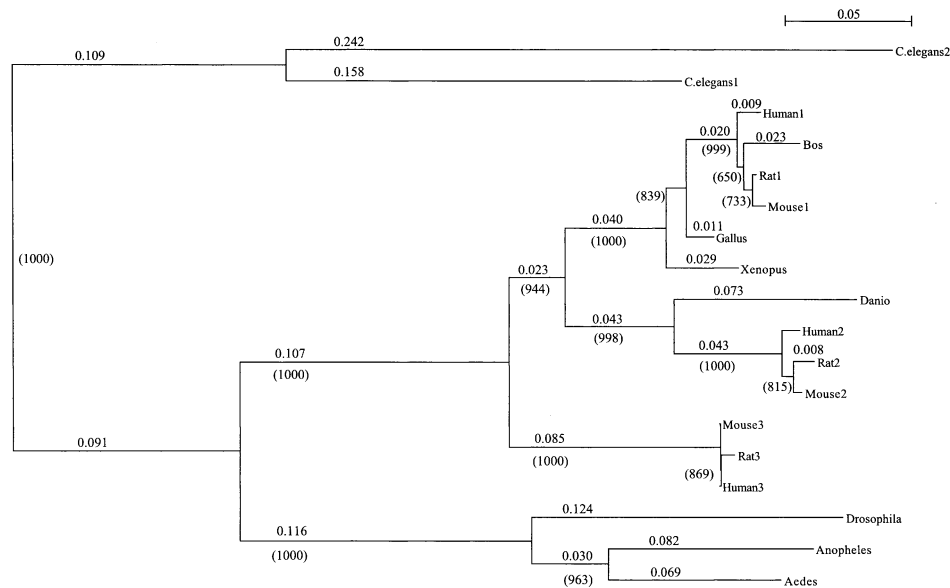 0.05
0.242
C.elegans2
0.109
0.158
C.elegans1
0.009
Human1
0.020
0.023
Bos
(999)
(650)
Rat1
(733)
Mouse1
(839)
0.040
0.011
Gallus
(1000)
(1000)
0.029
Xenopus
0.023
(944)
0.073
Danio
0.043
(998)
Human2
0.043
0.008
Rat2
(1000)
(815)
Mouse2
0.107
(1000)
Mouse3
0.091
0.085
Rat3
(1000)
(869)
Human3
0.124
Drosophila
0.116
(1000)
0.082
Anopheles
0.030
(963)
0.069
Aedes